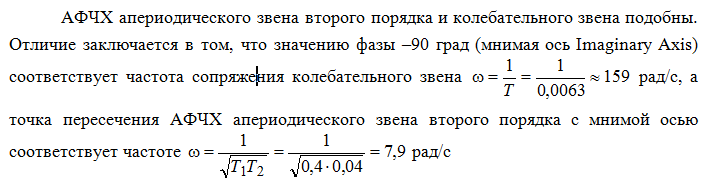 АФЧХ апериодического звена второго порядка и колебательного звена подобны.
Отличие заключается в том, что значению фазы –90 град (мнимая ось Imaginary Axis)
соответствует частота сопряжения колебательного звена ω = 1/T = 1/0,0063 ≈ 159 рад/с, а
точка пересечения АФЧХ апериодического звена второго порядка с мнимой осью
соответствует частоте ω = 1/√(T₁T₂) = 1/√(0,4·0,04) = 7,9 рад/с